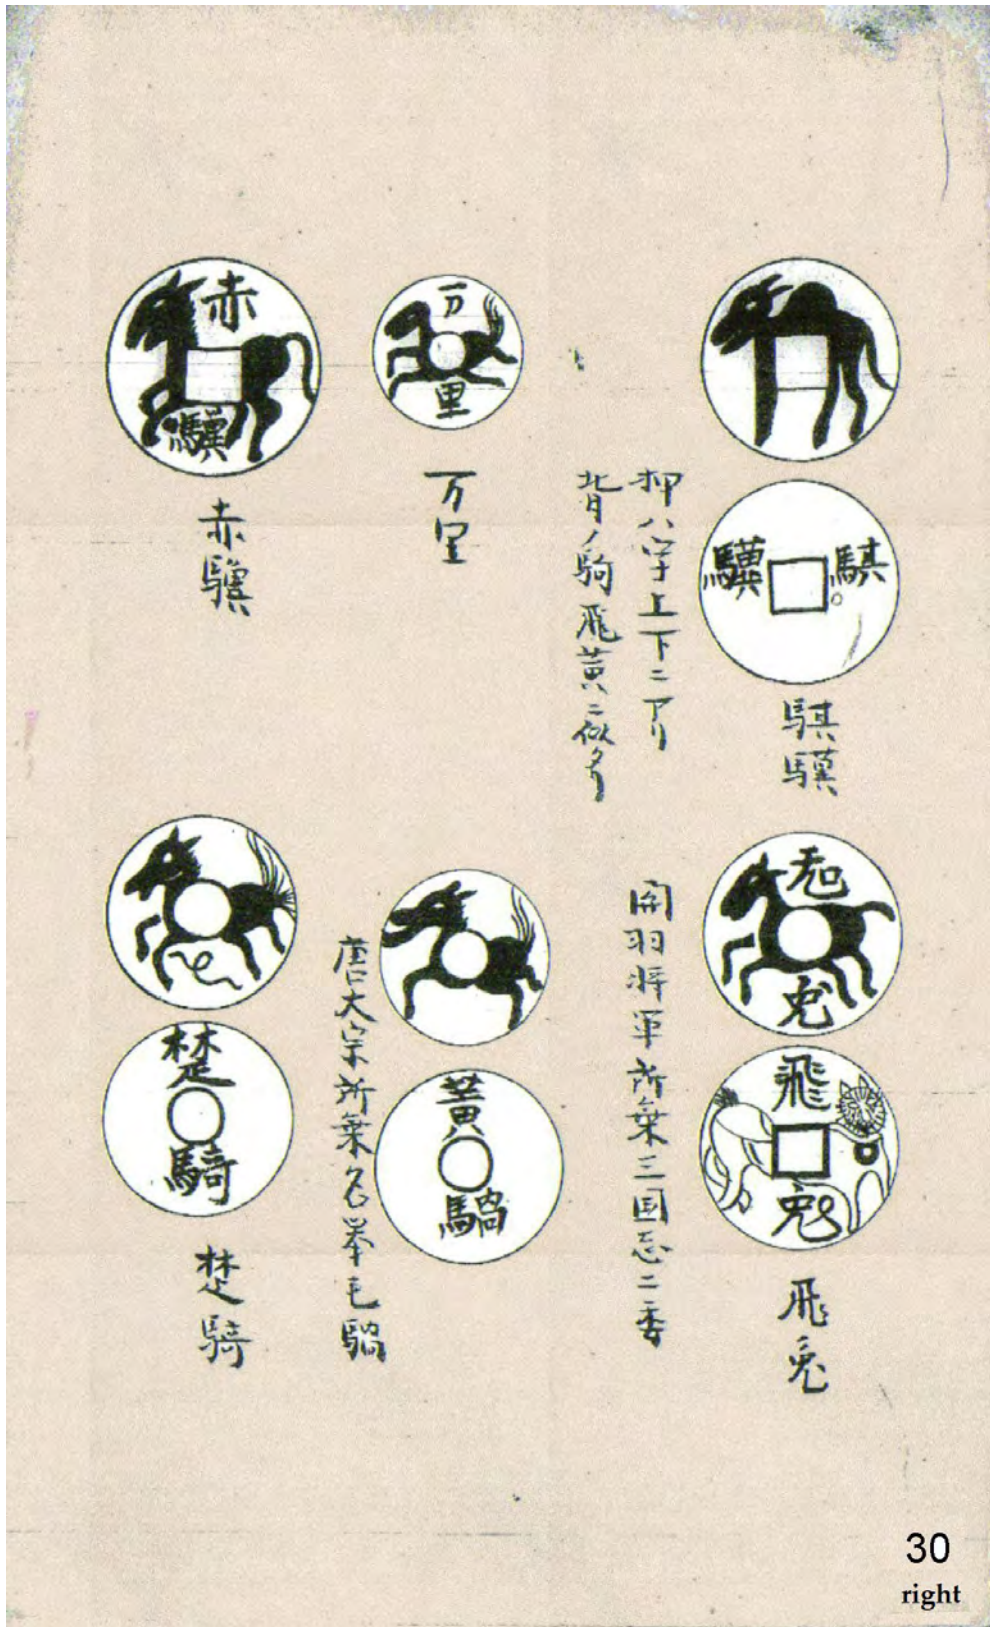 騏 驥
騏驥
押八字上下ニアリ
背ノ駒飛黄ニ似タリ
一万
里
万里
赤
驥
赤驥
兎
飛
兎
飛兎
関羽将軍所乗三国志ニ委
黄
騧
唐大宗所乗名拳毛騧
楚
騎
楚騎
30
right